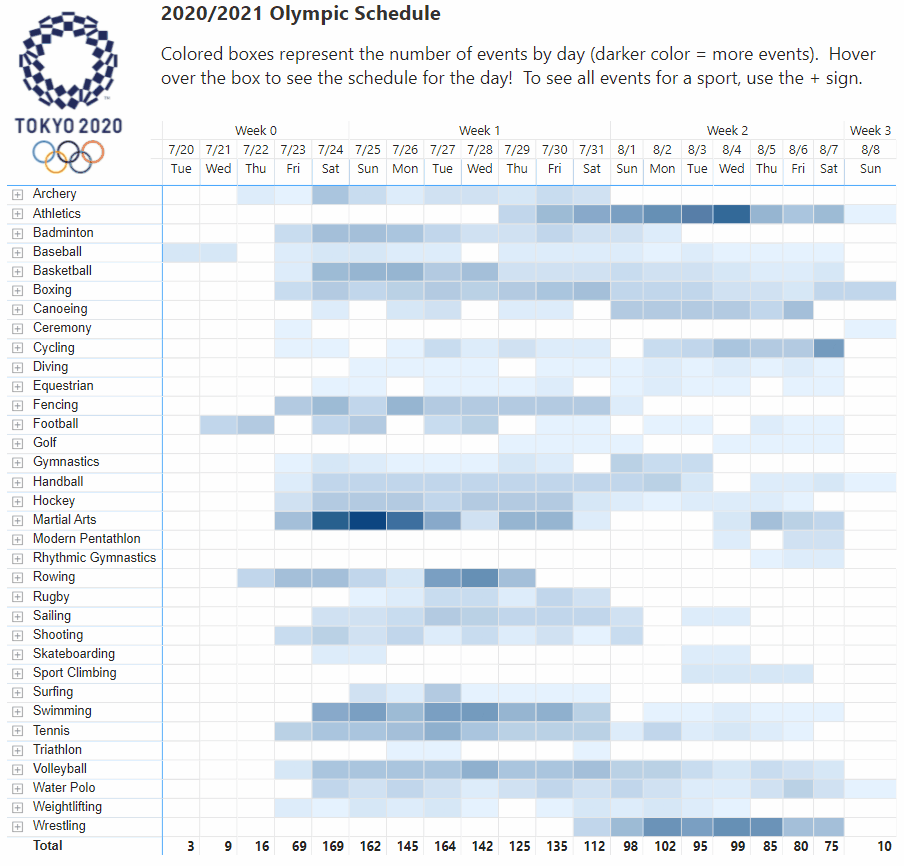 2020/2021 Olympic Schedule
Colored boxes represent the number of events by day (darker color = more events). Hover
over the box to see the schedule for the day! To see all events for a sport, use the + sign.
TOKYO 2020
Week 0 Week 1 Week 2 Week 3
7/20 7/21 7/22 7/23 7/24 7/25 7/26 7/27 7/28 7/29 7/30 7/31 8/1 8/2 8/3 8/4 8/5 8/6 8/7 8/8
Tue Wed Thu Fri Sat Sun Mon Tue Wed Thu Fri Sat Sun Mon Tue Wed Thu Fri Sat Sun
Archery
Athletics
Badminton
Baseball
Basketball
Boxing
Canoeing
Ceremony
Cycling
Diving
Equestrian
Fencing
Football
Golf
Gymnastics
Handball
Hockey
Martial Arts
Modern Pentathlon
Rhythmic Gymnastics
Rowing
Rugby
Sailing
Shooting
Skateboarding
Sport Climbing
Surfing
Swimming
Tennis
Triathlon
Volleyball
Water Polo
Weightlifting
Wrestling
Total 3 9 16 69 169 162 145 164 142 125 135 112 98 102 95 99 85 80 75 10